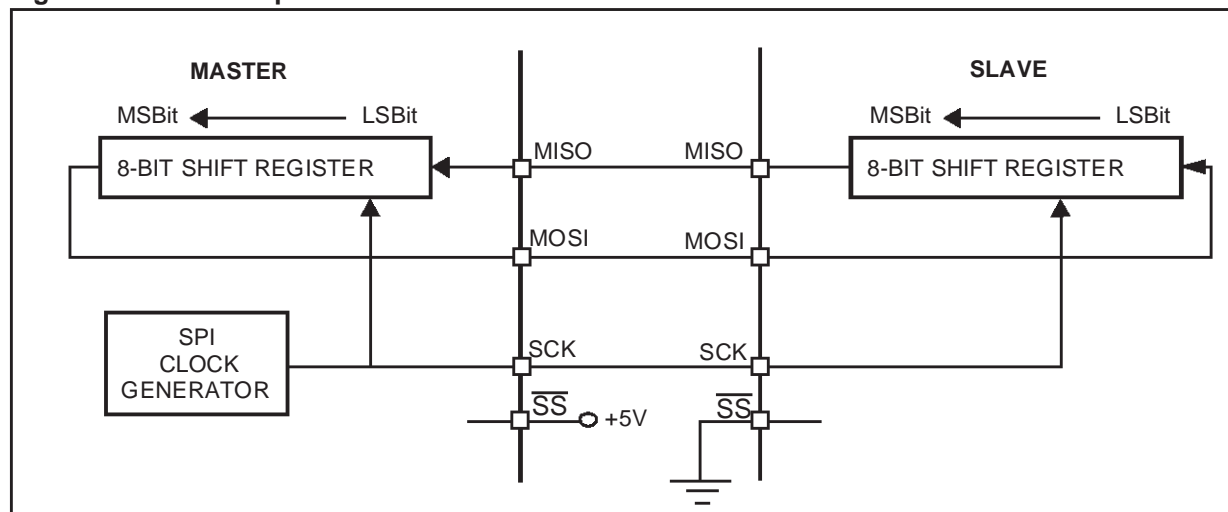 MASTER
SLAVE
MSBit
LSBit
MSBit
LSBit
8-BIT SHIFT REGISTER
MISO
MISO
8-BIT SHIFT REGISTER
MOSI
MOSI
SPI
CLOCK
GENERATOR
SCK
SCK
SS
+5V
SS